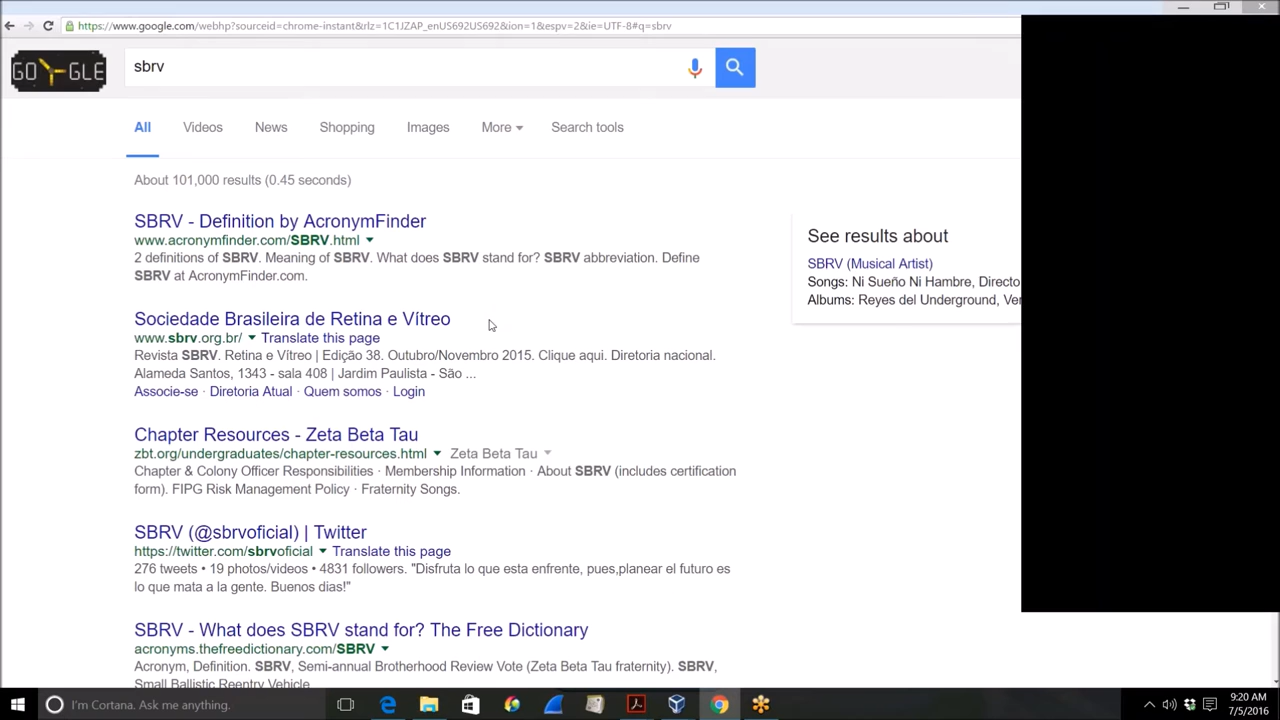 https://www.google.com/webhp?sourceid=chrome-instant&rlz=1C1JZAP_enUS692US692&ion=1&espv=2&ie=UTF-8#q=sbrv
GO GLE
sbrv
All Videos News Shopping Images More Search tools
About 101,000 results (0.45 seconds)
SBRV - Definition by AcronymFinder
www.acronymfinder.com/SBRV.html
2 definitions of SBRV. Meaning of SBRV. What does SBRV stand for? SBRV abbreviation. Define
SBRV at AcronymFinder.com.
See results about
SBRV (Musical Artist)
Songs: Ni Sueño Ni Hambre, Directo
Albums: Reyes del Underground, Ver
Sociedade Brasileira de Retina e Vítreo
www.sbrv.org.br/ Translate this page
Revista SBRV. Retina e Vítreo | Edição 38. Outubro/Novembro 2015. Clique aqui. Diretoria nacional.
Alameda Santos, 1343 - sala 408 | Jardim Paulista - São ...
Associe-se · Diretoria Atual · Quem somos · Login
Chapter Resources - Zeta Beta Tau
zbt.org/undergraduates/chapter-resources.html Zeta Beta Tau
Chapter & Colony Officer Responsibilities · Membership Information · About SBRV (includes certification
form). FIPG Risk Management Policy · Fraternity Songs.
SBRV (@sbrvoficial) | Twitter
https://twitter.com/sbrvoficial Translate this page
276 tweets • 19 photos/videos • 4831 followers. "Disfruta lo que esta enfrente, pues,planear el futuro es
lo que mata a la gente. Buenos dias!"
SBRV - What does SBRV stand for? The Free Dictionary
acronyms.thefreedictionary.com/SBRV
Acronym, Definition. SBRV, Semi-annual Brotherhood Review Vote (Zeta Beta Tau fraternity). SBRV,
Small Ballistic Reentry Vehicle
I'm Cortana. Ask me anything.
9:20 AM
7/5/2016